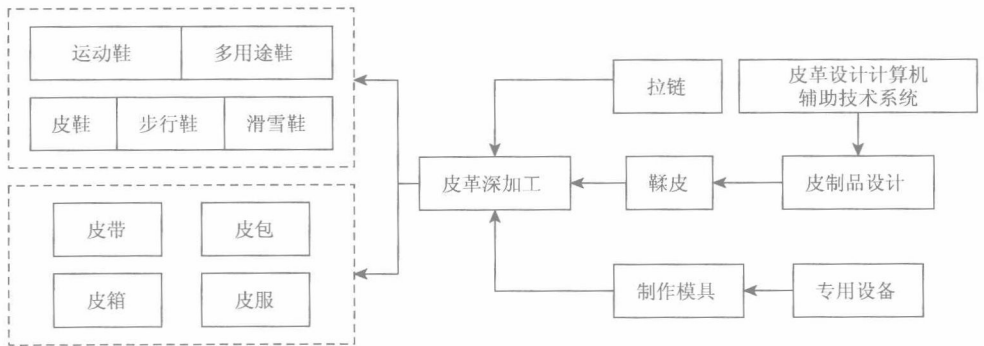 运动鞋
多用途鞋
皮鞋
步行鞋
滑雪鞋
皮带
皮包
皮箱
皮服
皮革深加工
拉链
鞣皮
制作模具
皮革设计计算机
辅助技术系统
皮制品设计
专用设备